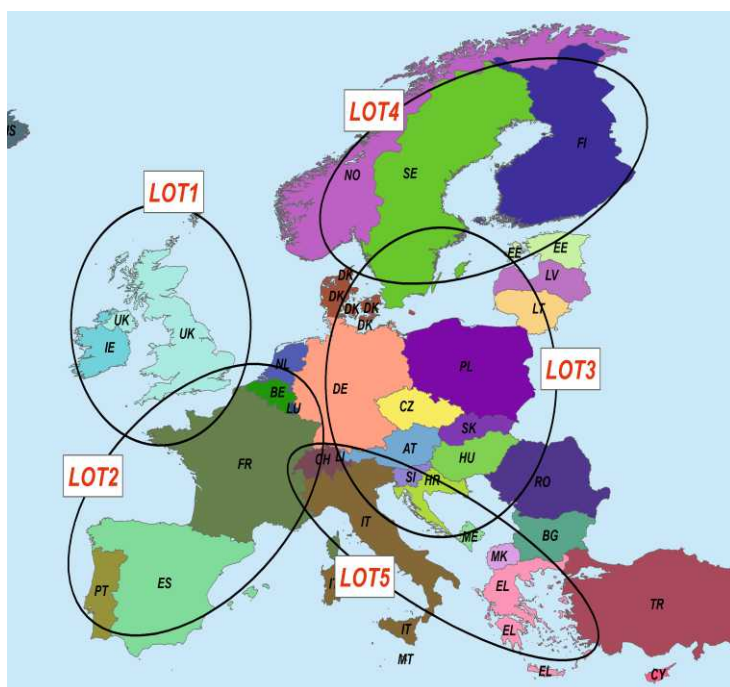 LOT4
IS
FI
SE
NO
LOT1
EE
EE
DK
LV
DK
LT
DK
DK
UK
DK
UK
IE
NL
PL
LOT3
BE
DE
LU
CZ
SK
AT
HU
CH
LI
FR
LOT2
SI
HR
RO
IT
ME
BG
MK
LOT5
PT
ES
EL
TR
IT
EL
MT
EL
CY